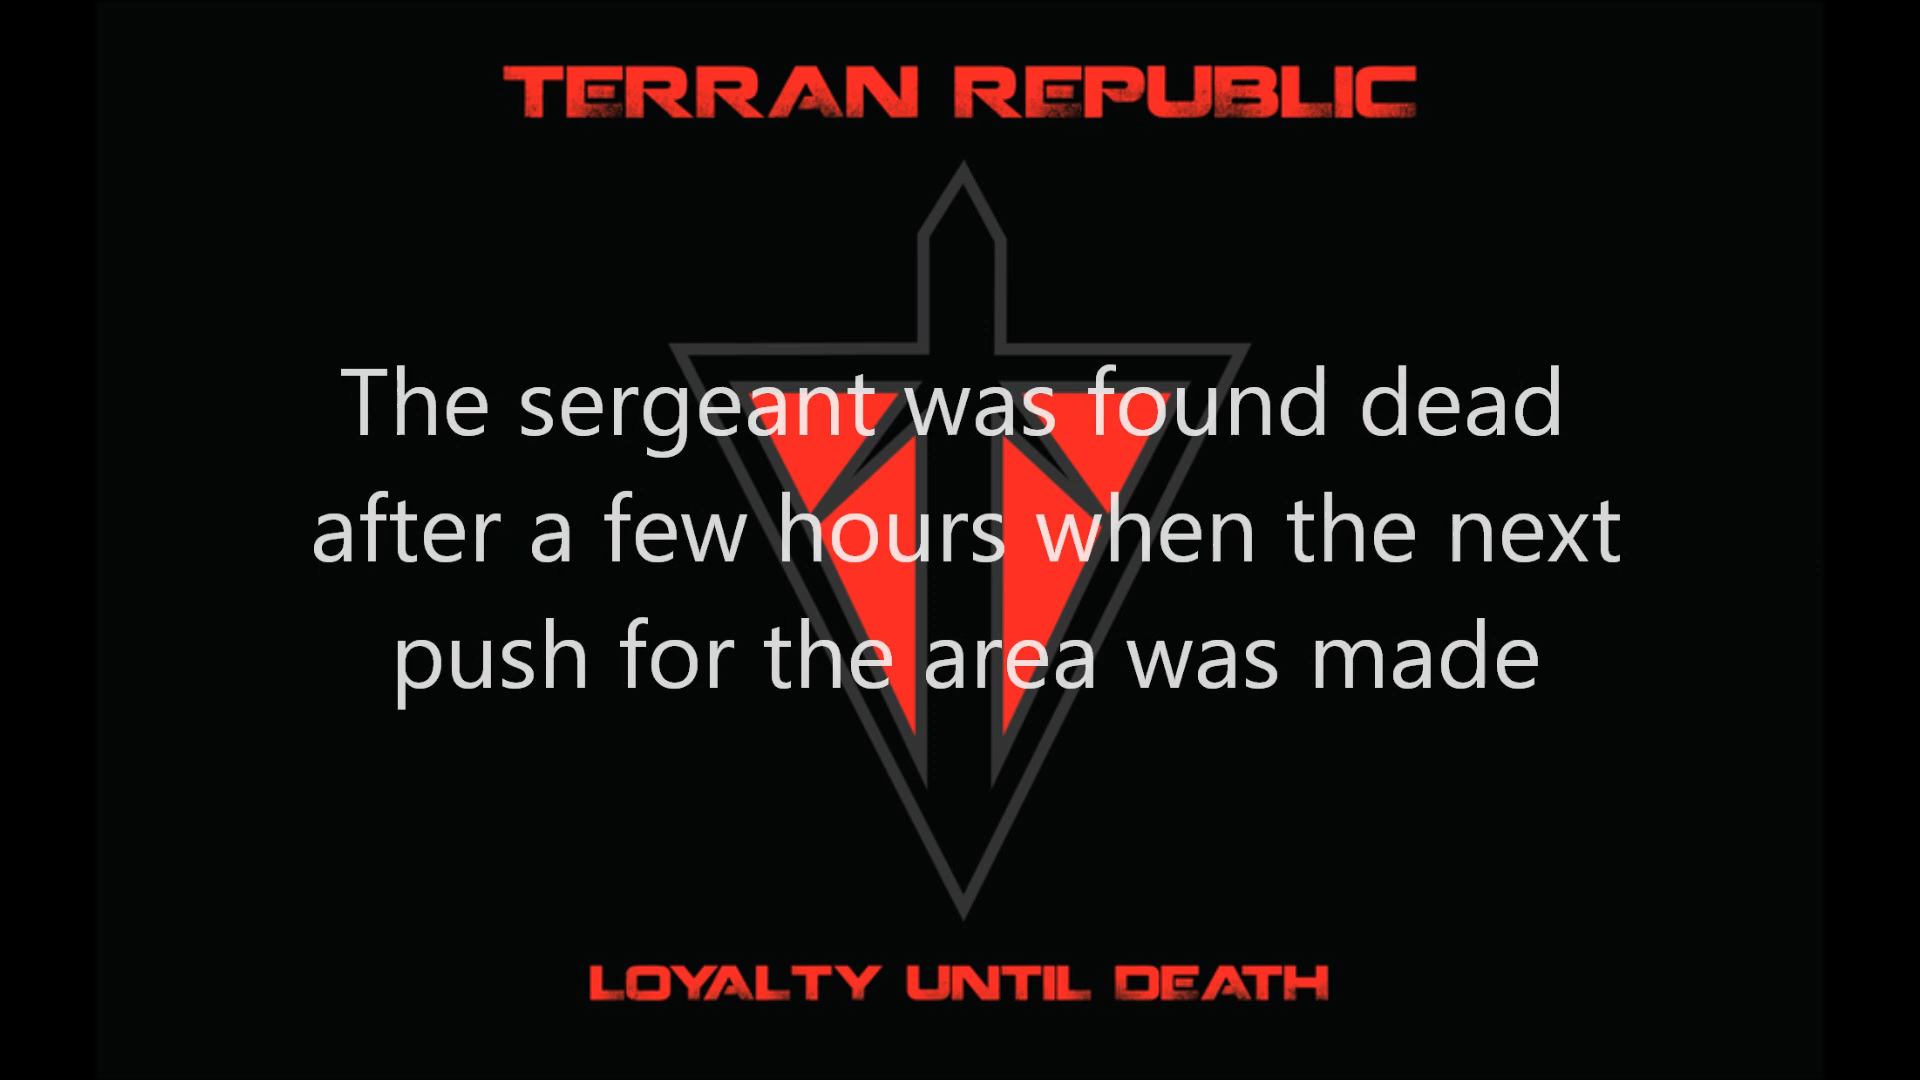 TERRAN REPUBLIC
The sergeant was found dead
after a few hours when the next
push for the area was made
LOYALTY UNTIL DEATH